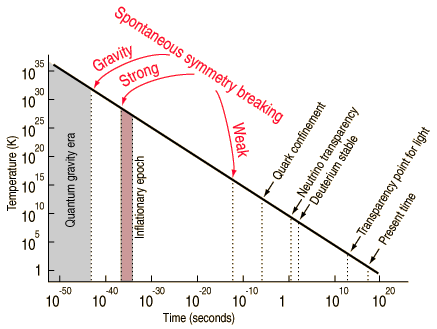 Spontaneous symmetry breaking
Gravity
Strong
Weak
Quark confinement
Neutrino transparency
Deuterium stable
Transparency point for light
Present time
Quantum gravity era
Inflationary epoch
Temperature (K)
10^35
10^30
10^25
10^20
10^15
10^10
10^5
1
10^-50
10^-40
10^-30
10^-20
10^-10
1
10^10
10^20
Time (seconds)